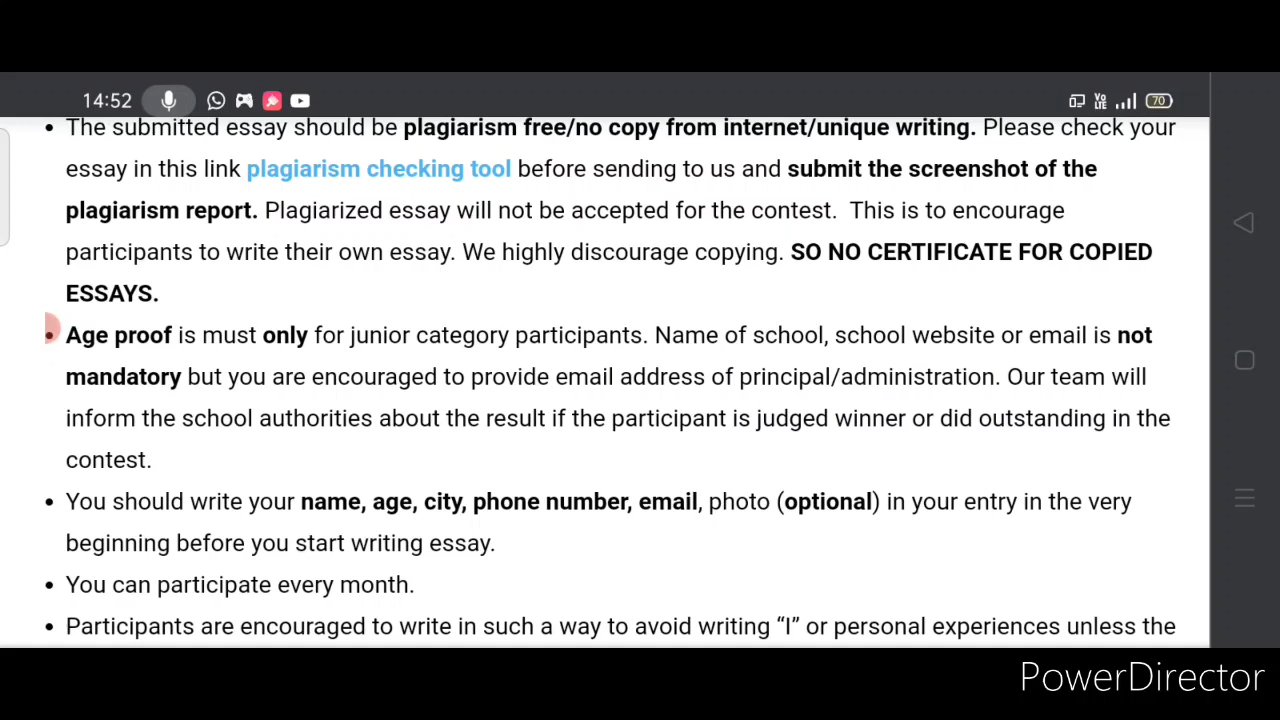 14:52 Vo LTE 70
• The submitted essay should be plagiarism free/no copy from internet/unique writing. Please check your
essay in this link plagiarism checking tool before sending to us and submit the screenshot of the
plagiarism report. Plagiarized essay will not be accepted for the contest. This is to encourage
participants to write their own essay. We highly discourage copying. SO NO CERTIFICATE FOR COPIED
ESSAYS.
• Age proof is must only for junior category participants. Name of school, school website or email is not
mandatory but you are encouraged to provide email address of principal/administration. Our team will
inform the school authorities about the result if the participant is judged winner or did outstanding in the
contest.
• You should write your name, age, city, phone number, email, photo (optional) in your entry in the very
beginning before you start writing essay.
• You can participate every month.
• Participants are encouraged to write in such a way to avoid writing “I” or personal experiences unless the
PowerDirector